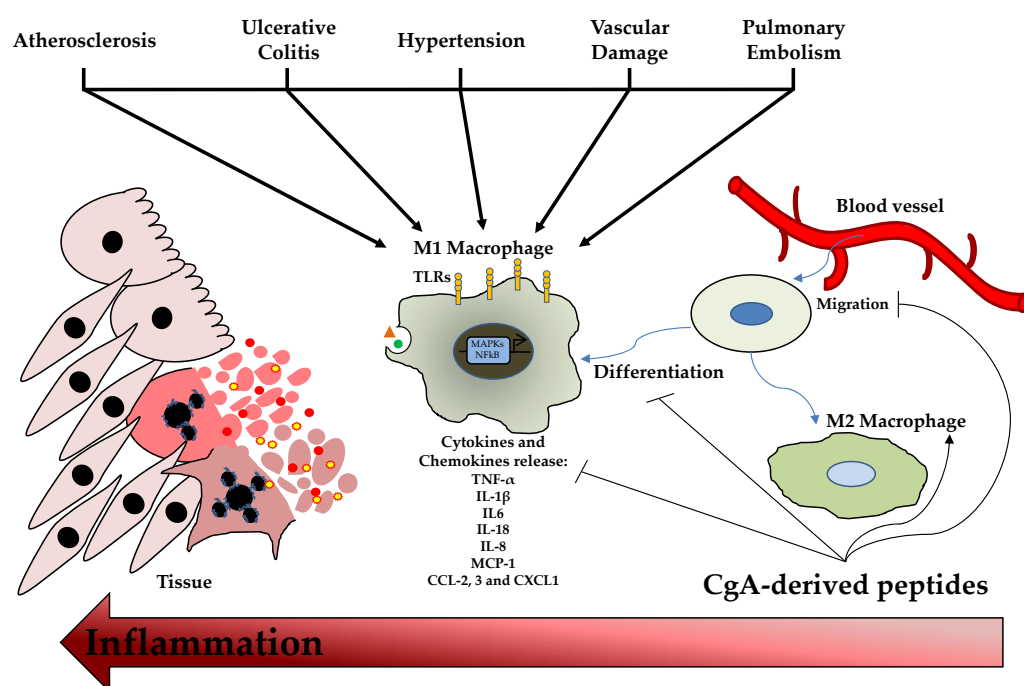 Atherosclerosis
Ulcerative
Colitis
Hypertension
Vascular
Damage
Pulmonary
Embolism
Blood vessel
M1 Macrophage
TLRs
Migration
MAPKs
NFkB
Differentiation
M2 Macrophage
Cytokines and
Chemokines release:
TNF-α
IL-1β
IL6
IL-18
IL-8
MCP-1
CCL-2, 3 and CXCL1
Tissue
CgA-derived peptides
Inflammation